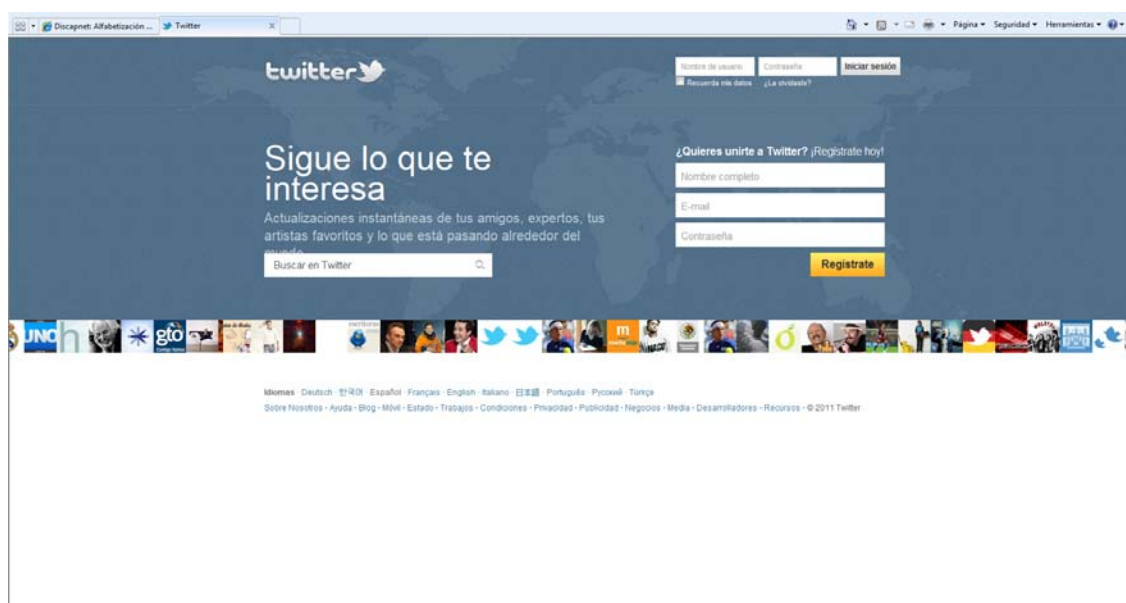 Discapnet: Alfabetización ... Twitter x Página Seguridad Herramientas
twitter
Nombre de usuario Contraseña Iniciar sesión
Recuerda mis datos ¿La olvidaste?
Sigue lo que te
interesa
Actualizaciones instantáneas de tus amigos, expertos, tus
artistas favoritos y lo que está pasando alrededor del
mundo.
Buscar en Twitter
¿Quieres unirte a Twitter? ¡Regístrate hoy!
Nombre completo
E-mail
Contraseña
Regístrate
UNO h gto m
Idiomas · Deutsch · 한국어 · Español · Français · English · Italiano · 日本語 · Português · Русский · Türkçe
Sobre Nosotros · Ayuda · Blog · Móvil · Estado · Trabajos · Condiciones · Privacidad · Publicidad · Negocios · Media · Desarrolladores · Recursos · © 2011 Twitter